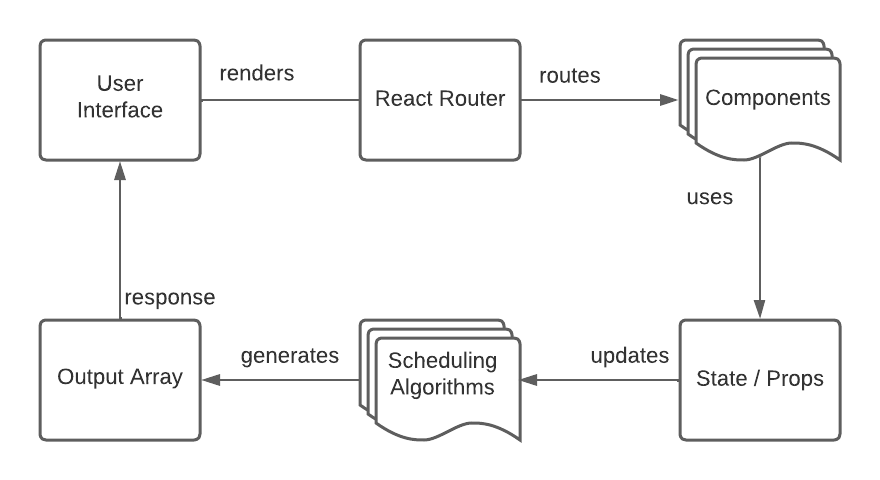 User
Interface
renders
React Router
routes
Components
uses
response
Output Array
generates
Scheduling
Algorithms
updates
State / Props